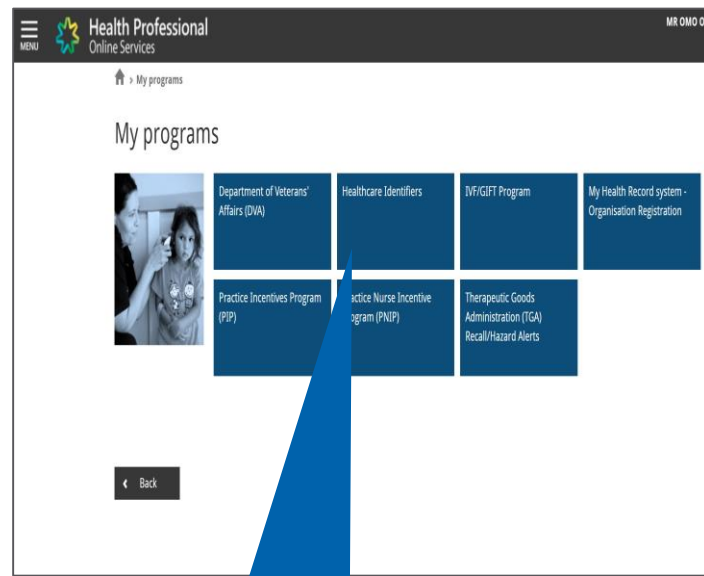 MENU
Health Professional
Online Services
MR OMO O
» My programs
My programs
Department of Veterans'
Affairs (DVA)
Healthcare Identifiers
IVF/GIFT Program
My Health Record system -
Organisation Registration
Practice Incentives Program
(PIP)
actice Nurse Incentive
ogram (PNIP)
Therapeutic Goods
Administration (TGA)
Recall/Hazard Alerts
Back